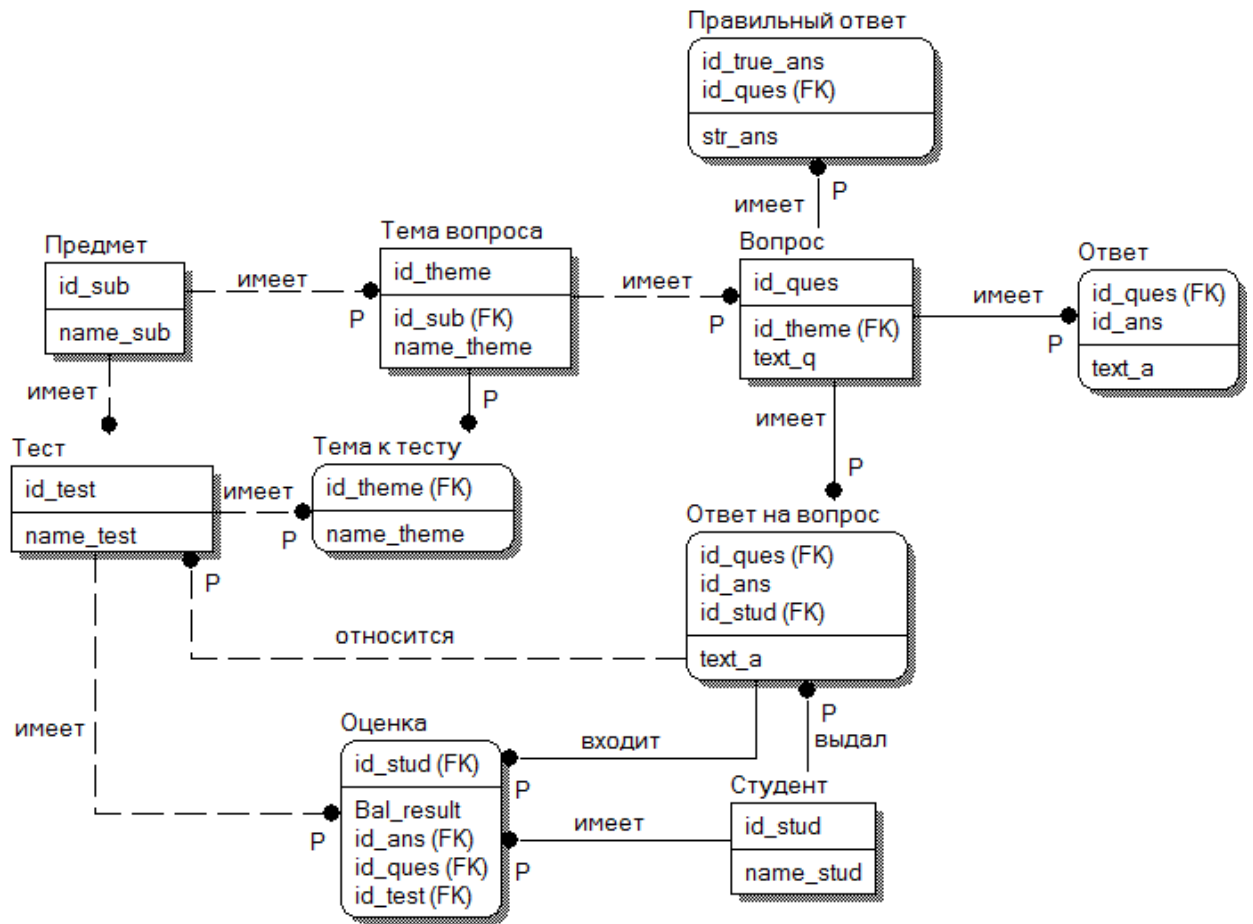 Правильный ответ
id_true_ans
id_ques (FK)
str_ans
P
имеет
Предмет
id_sub
name_sub
имеет
P
Тема вопроса
id_theme
id_sub (FK)
name_theme
имеет
P
Вопрос
id_ques
id_theme (FK)
text_q
имеет
P
Ответ
id_ques (FK)
id_ans
text_a
имеет
P
имеет
P
Тест
id_test
name_test
имеет
P
Тема к тесту
id_theme (FK)
name_theme
Ответ на вопрос
id_ques (FK)
id_ans
id_stud (FK)
text_a
P
относится
имеет
P
Оценка
id_stud (FK)
Bal_result
id_ans (FK)
id_ques (FK)
id_test (FK)
входит
P
P
выдал
имеет
P
Студент
id_stud
name_stud